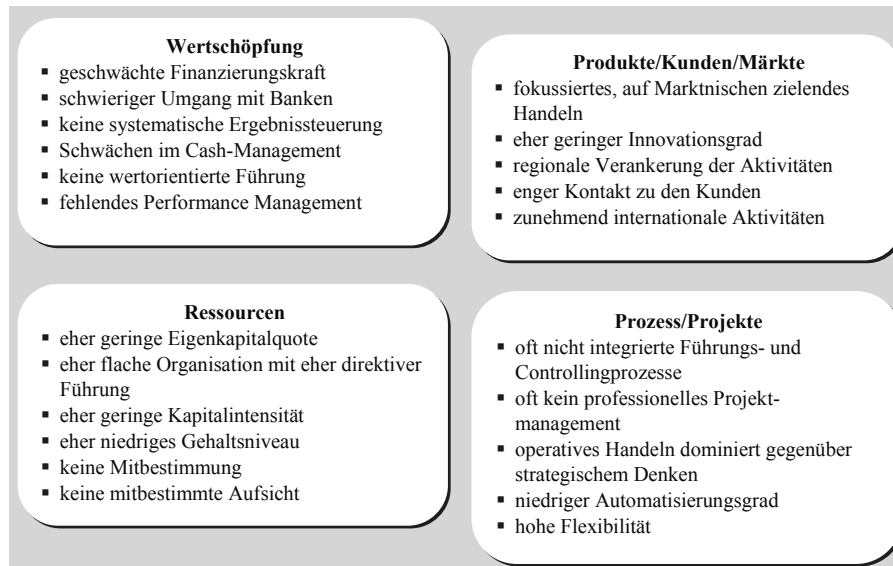 Wertschöpfung
▪ geschwächte Finanzierungskraft
▪ schwieriger Umgang mit Banken
▪ keine systematische Ergebnissteuerung
▪ Schwächen im Cash-Management
▪ keine wertorientierte Führung
▪ fehlendes Performance Management
Produkte/Kunden/Märkte
▪ fokussiertes, auf Marktnischen zielendes
Handeln
▪ eher geringer Innovationsgrad
▪ regionale Verankerung der Aktivitäten
▪ enger Kontakt zu den Kunden
▪ zunehmend internationale Aktivitäten
Ressourcen
▪ eher geringe Eigenkapitalquote
▪ eher flache Organisation mit eher direktiver
Führung
▪ eher geringe Kapitalintensität
▪ eher niedriges Gehaltsniveau
▪ keine Mitbestimmung
▪ keine mitbestimmte Aufsicht
Prozess/Projekte
▪ oft nicht integrierte Führungs- und
Controllingprozesse
▪ oft kein professionelles Projekt-
management
▪ operatives Handeln dominiert gegenüber
strategischem Denken
▪ niedriger Automatisierungsgrad
▪ hohe Flexibilität